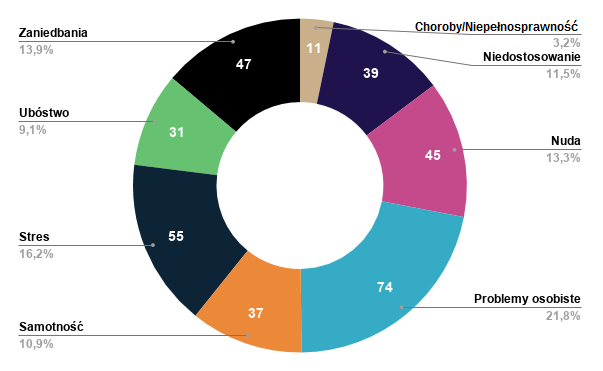 Choroby/Niepełnosprawność
3,2%
11
Niedostosowanie
11,5%
39
Nuda
13,3%
45
Problemy osobiste
21,8%
74
Samotność
10,9%
37
Stres
16,2%
55
Ubóstwo
9,1%
31
Zaniedbania
13,9%
47